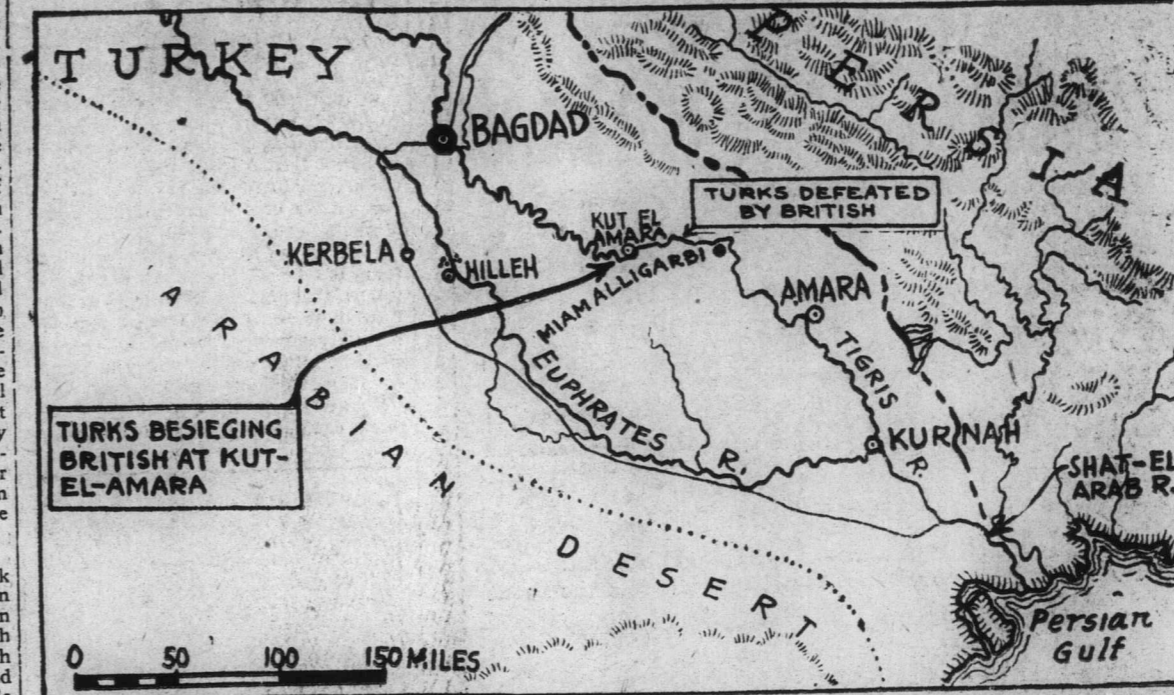 TURKEY
PERSIA
BAGDAD
TURKS DEFEATED
BY BRITISH
KUT EL
AMARA
KERBELA
HILLEH
MIAMALLIGARBI
AMARA
ARABIAN
TIGRIS
R.
EUPHRATES R.
TURKS BESIEGING
BRITISH AT KUT-
EL-AMARA
KURNAH
SHAT-EL
ARAB R.
DESERT
Persian
Gulf
0 50 100 150 MILES